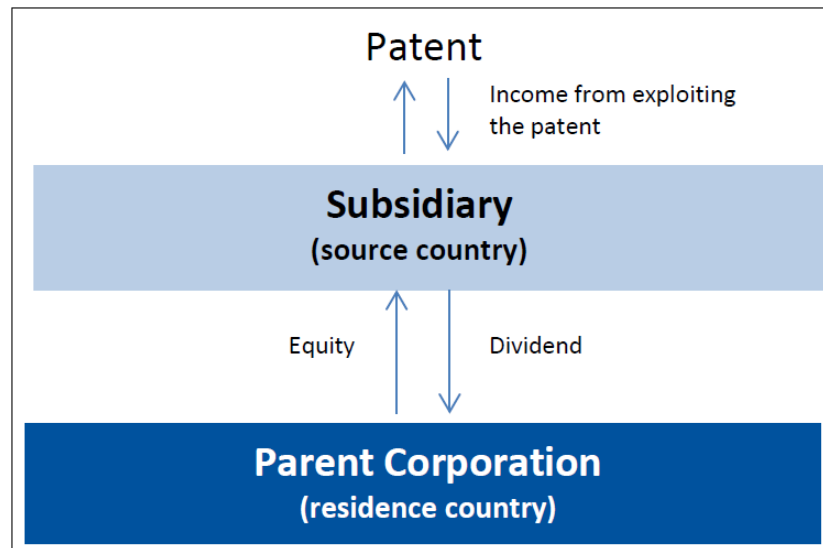 Patent
Income from exploiting
the patent
Subsidiary
(source country)
Equity
Dividend
Parent Corporation
(residence country)